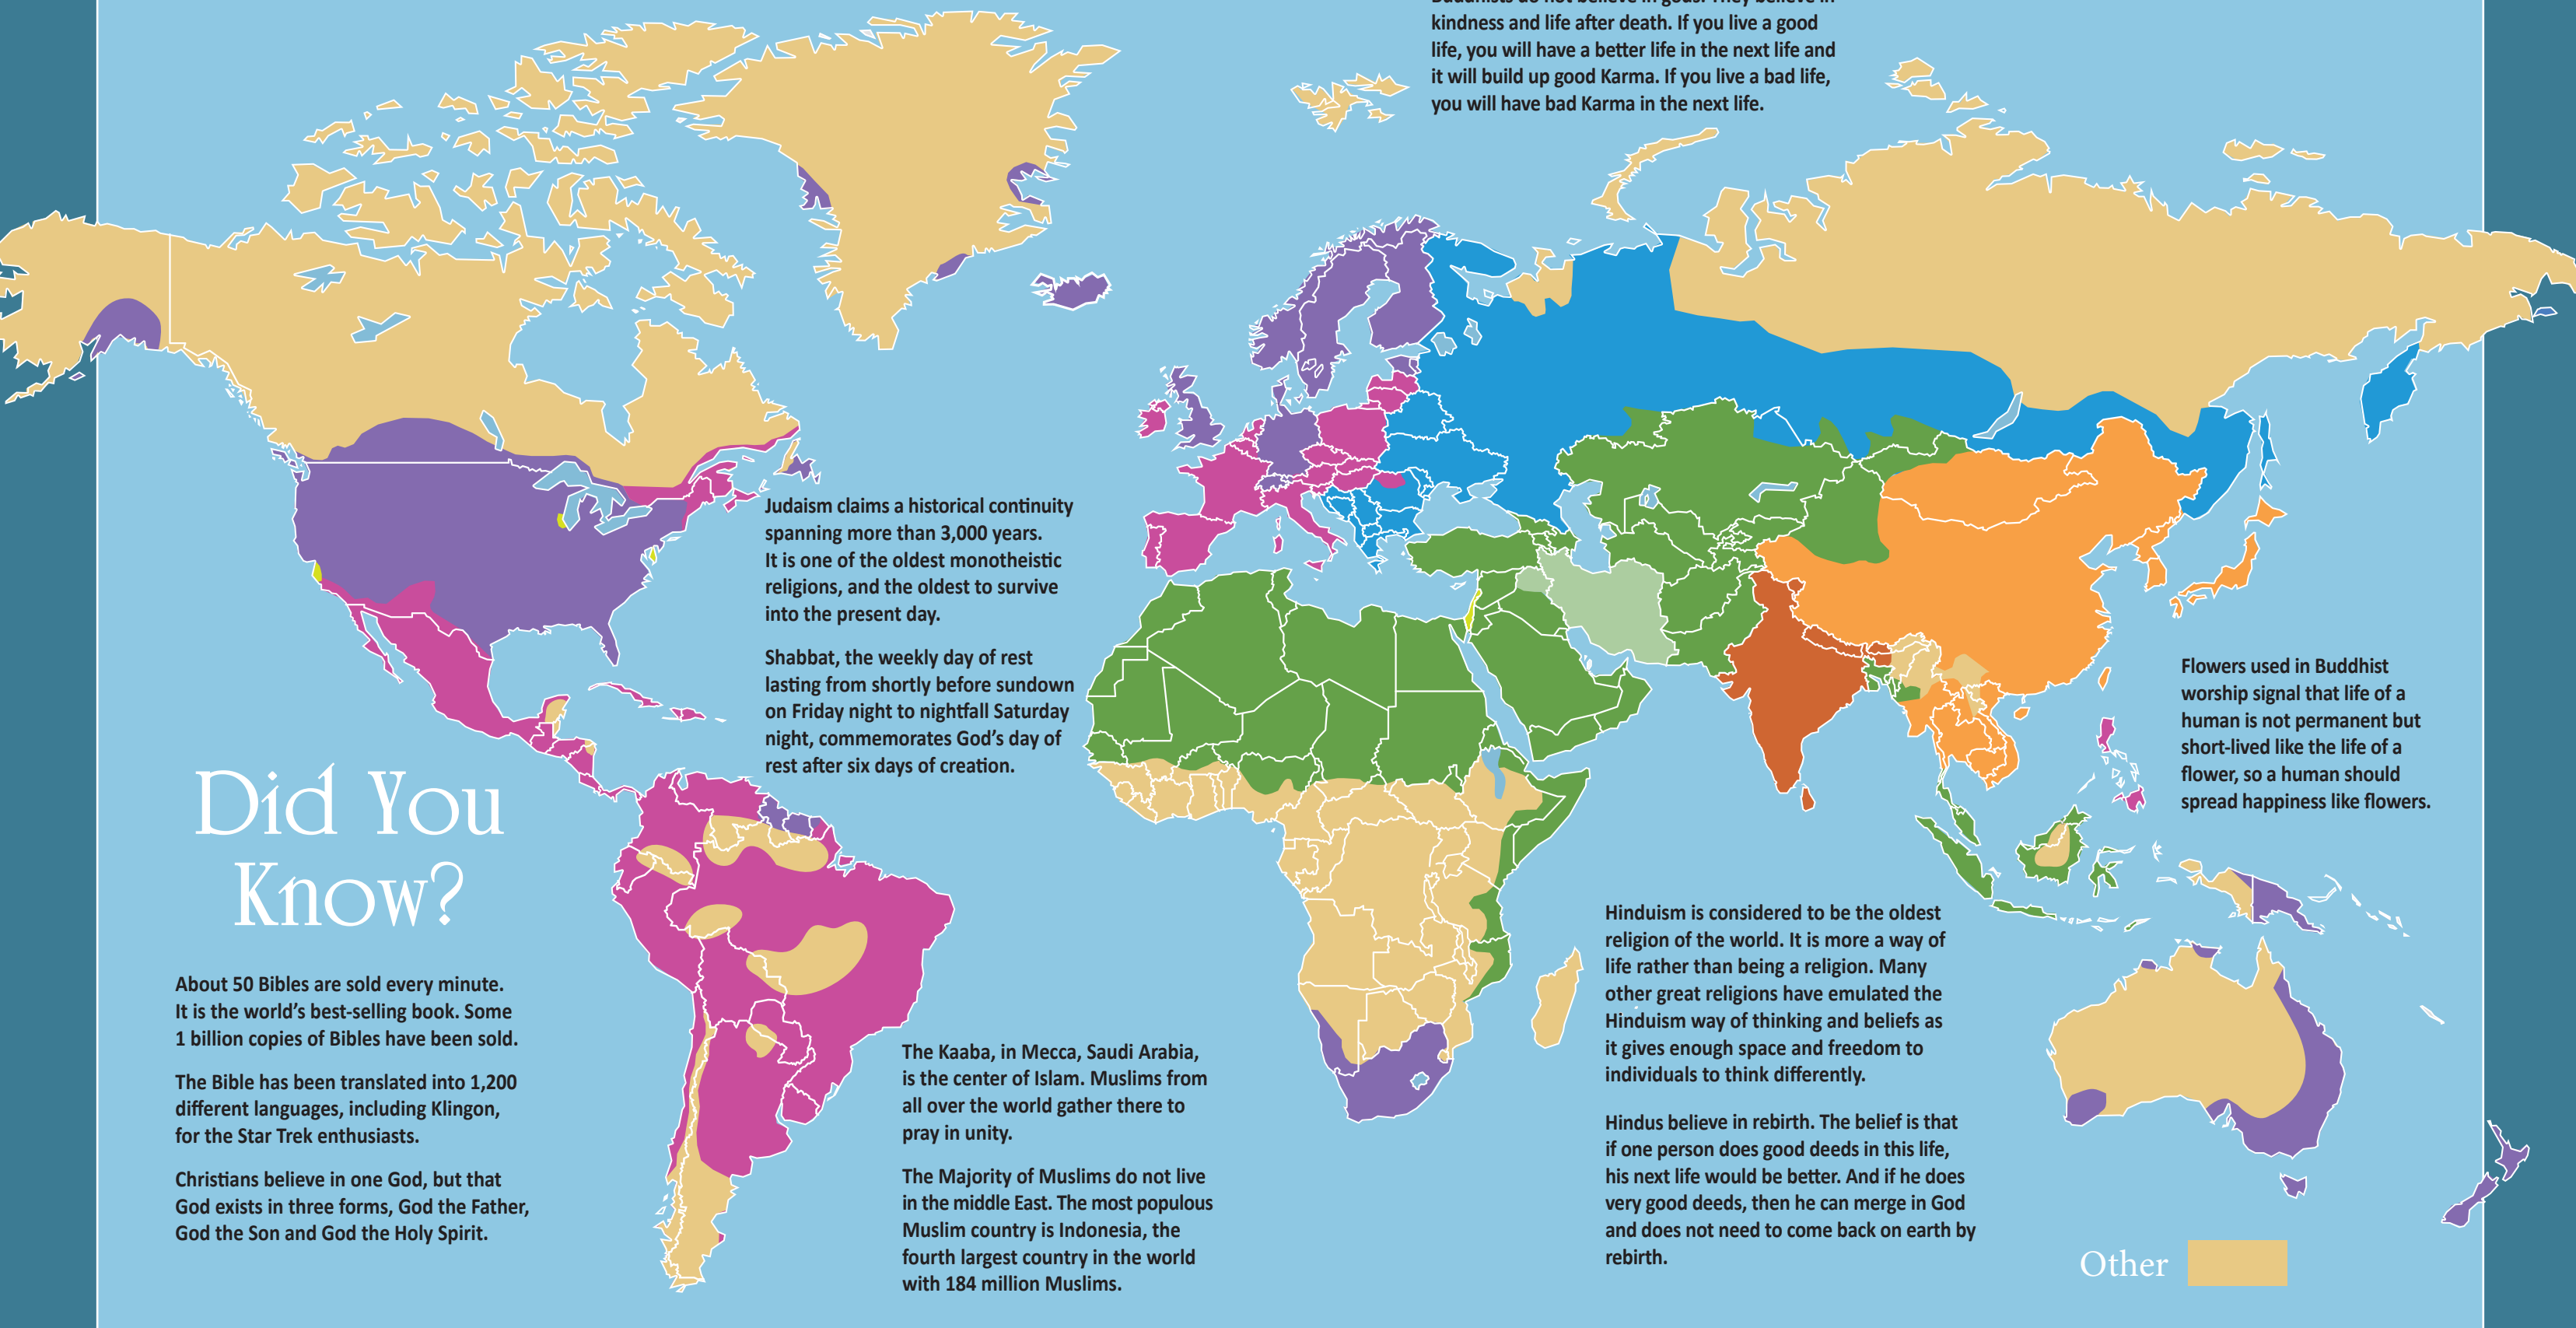 Buddhists do not believe in gods. They believe in
kindness and life after death. If you live a good
life, you will have a better life in the next life and
it will build up good Karma. If you live a bad life,
you will have bad Karma in the next life.
Judaism claims a historical continuity
spanning more than 3,000 years.
It is one of the oldest monotheistic
religions, and the oldest to survive
into the present day.
Shabbat, the weekly day of rest
lasting from shortly before sundown
on Friday night to nightfall Saturday
night, commemorates God's day of
rest after six days of creation.
Flowers used in Buddhist
worship signal that life of a
human is not permanent but
short-lived like the life of a
flower, so a human should
spread happiness like flowers.
Did You
Know?
About 50 Bibles are sold every minute.
It is the world's best-selling book. Some
1 billion copies of Bibles have been sold.
The Bible has been translated into 1,200
different languages, including Klingon,
for the Star Trek enthusiasts.
Christians believe in one God, but that
God exists in three forms, God the Father,
God the Son and God the Holy Spirit.
The Kaaba, in Mecca, Saudi Arabia,
is the center of Islam. Muslims from
all over the world gather there to
pray in unity.
The Majority of Muslims do not live
in the middle East. The most populous
Muslim country is Indonesia, the
fourth largest country in the world
with 184 million Muslims.
Hinduism is considered to be the oldest
religion of the world. It is more a way of
life rather than being a religion. Many
other great religions have emulated the
Hinduism way of thinking and beliefs as
it gives enough space and freedom to
individuals to think differently.
Hindus believe in rebirth. The belief is that
if one person does good deeds in this life,
his next life would be better. And if he does
very good deeds, then he can merge in God
and does not need to come back on earth by
rebirth.
Other